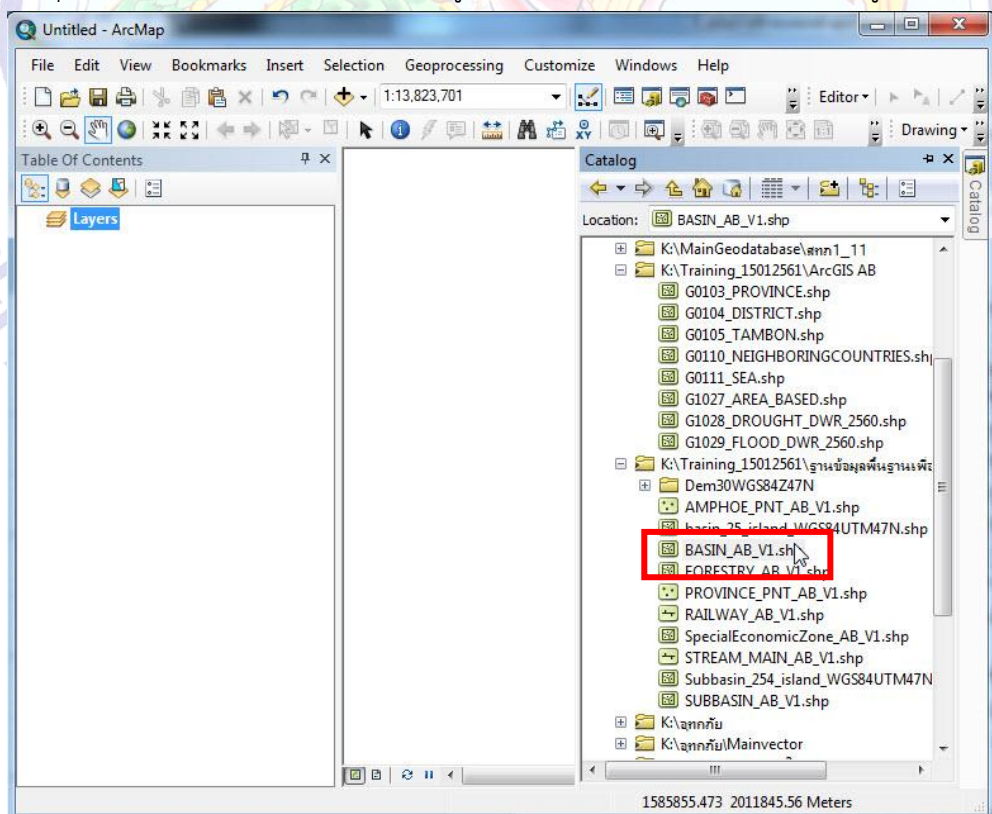 Untitled - ArcMap
File Edit View Bookmarks Insert Selection Geoprocessing Customize Windows Help
1:13,823,701
Editor
Drawing
Table Of Contents
Catalog
Layers
Location: BASIN_AB_V1.shp
Catalog
K:\MainGeodatabase\สทภ1_11
K:\Training_15012561\ArcGIS AB
G0103_PROVINCE.shp
G0104_DISTRICT.shp
G0105_TAMBON.shp
G0110_NEIGHBORINGCOUNTRIES.sh
G0111_SEA.shp
G1027_AREA_BASED.shp
G1028_DROUGHT_DWR_2560.shp
G1029_FLOOD_DWR_2560.shp
K:\Training_15012561\ฐานข้อมูลพื้นฐานเพื่อ
Dem30WGS84Z47N
AMPHOE_PNT_AB_V1.shp
basin_25_island_WGS84UTM47N.shp
BASIN_AB_V1.sh
FORESTRY_AB_V1.shp
PROVINCE_PNT_AB_V1.shp
RAILWAY_AB_V1.shp
SpecialEconomicZone_AB_V1.shp
STREAM_MAIN_AB_V1.shp
Subbasin_254_island_WGS84UTM47N
SUBBASIN_AB_V1.shp
K:\อุทกภัย
K:\อุทกภัย\Mainvector
1585855.473 2011845.56 Meters